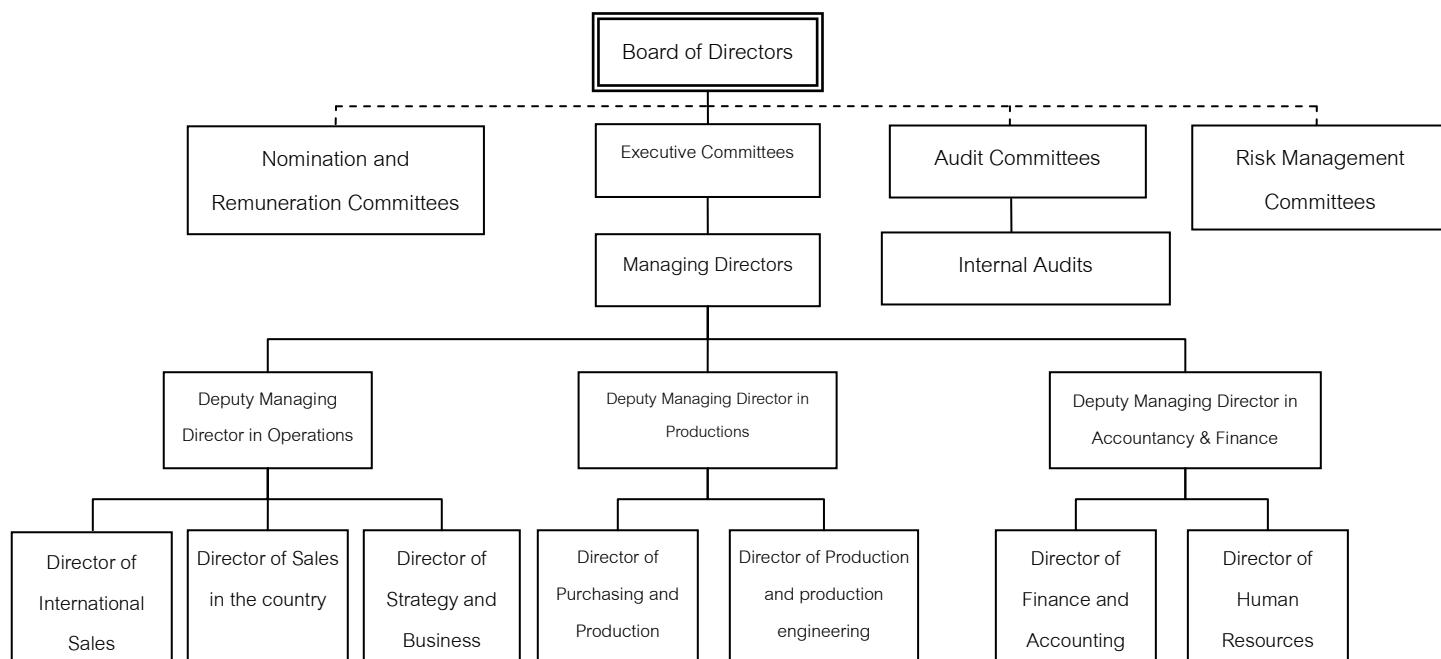 Board of Directors
Nomination and
Remuneration Committees
Executive Committees
Audit Committees
Risk Management
Committees
Managing Directors
Internal Audits
Deputy Managing
Director in Operations
Deputy Managing Director in
Productions
Deputy Managing Director in
Accountancy & Finance
Director of
International
Sales
Director of Sales
in the country
Director of
Strategy and
Business
Director of
Purchasing and
Production
Director of Production
and production
engineering
Director of
Finance and
Accounting
Director of
Human
Resources